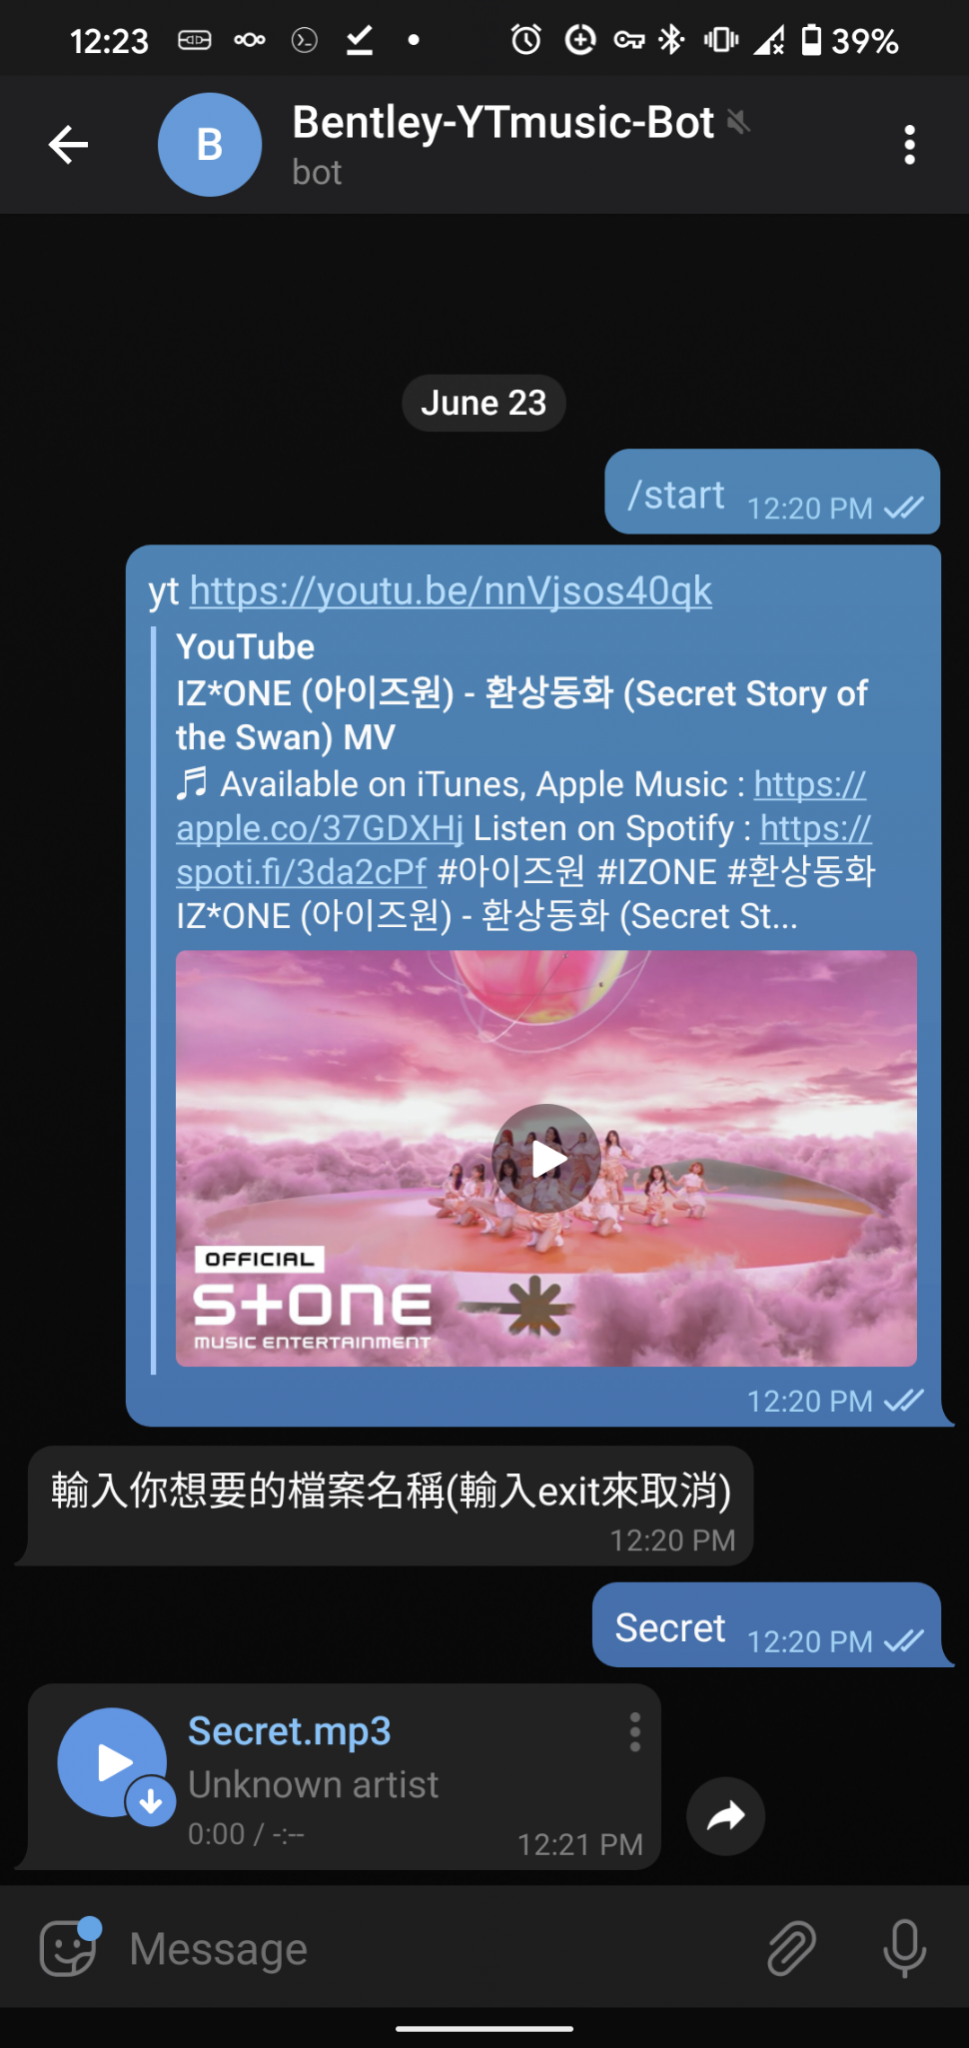 12:23
39%
B
Bentley-YTmusic-Bot
bot
June 23
/start 12:20 PM
yt https://youtu.be/nnVjsos40qk
YouTube
IZ*ONE (아이즈원) - 환상동화 (Secret Story of
the Swan) MV
🎵 Available on iTunes, Apple Music : https://
apple.co/37GDXHj Listen on Spotify : https://
spoti.fi/3da2cPf #아이즈원 #IZONE #환상동화
IZ*ONE (아이즈원) - 환상동화 (Secret St...
OFFICIAL
STONE
MUSIC ENTERTAINMENT
12:20 PM
輸入你想要的檔案名稱(輸入exit來取消)
12:20 PM
Secret 12:20 PM
Secret.mp3
Unknown artist
0:00 / -:--
12:21 PM
Message